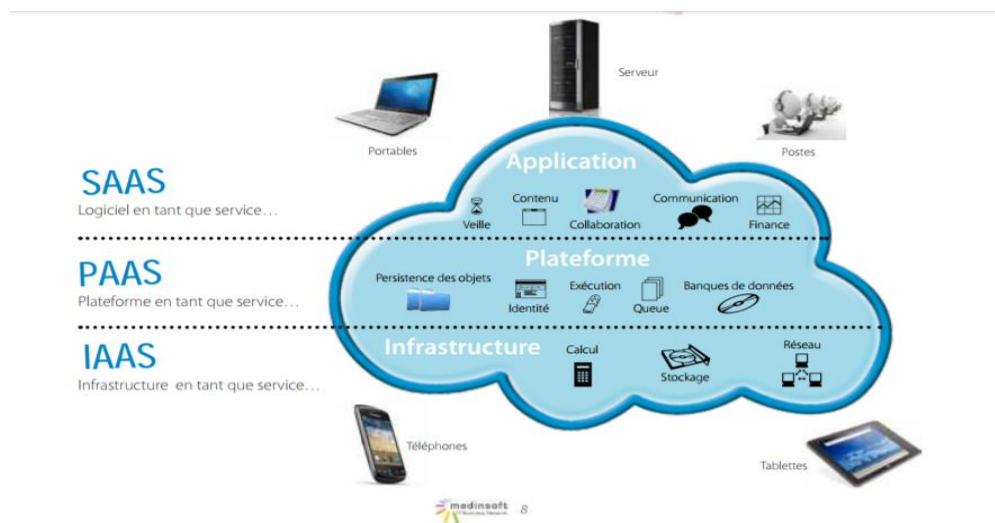 Serveur
Portables
Postes
SAAS
Logiciel en tant que service…
Application
Veille
Contenu
Collaboration
Communication
Finance
PAAS
Plateforme en tant que service…
Plateforme
Persistence des objets
Identité
Exécution
Queue
Banques de données
IAAS
Infrastructure en tant que service…
Infrastructure
Calcul
Stockage
Réseau
Téléphones
Tablettes
medinsoft
8